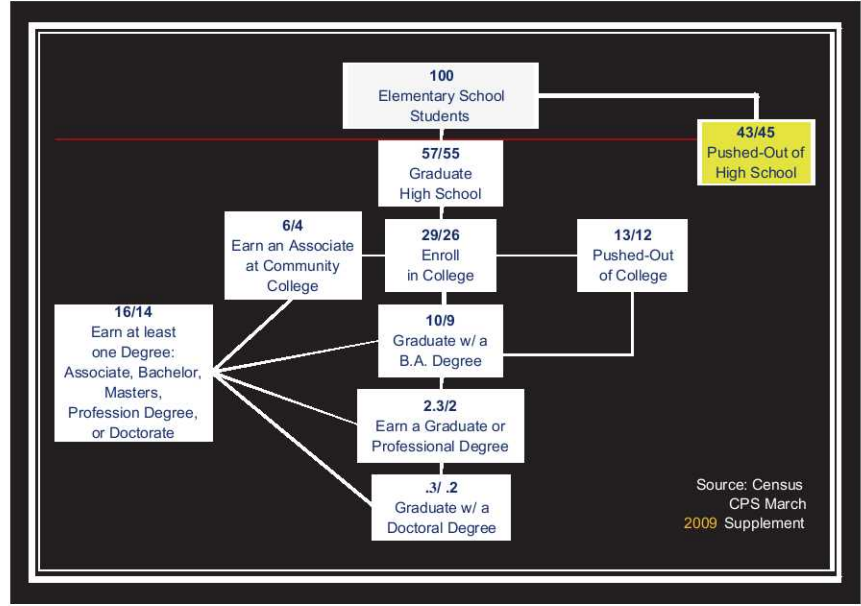 100
Elementary School
Students
43/45
Pushed-Out of
High School
57/55
Graduate
High School
6/4
Earn an Associate
at Community
College
29/26
Enroll
in College
13/12
Pushed-Out
of College
16/14
Earn at least
one Degree:
Associate, Bachelor,
Masters,
Profession Degree,
or Doctorate
10/9
Graduate w/ a
B.A. Degree
2.3/2
Earn a Graduate or
Professional Degree
.3/ .2
Graduate w/ a
Doctoral Degree
Source: Census
CPS March
2009 Supplement